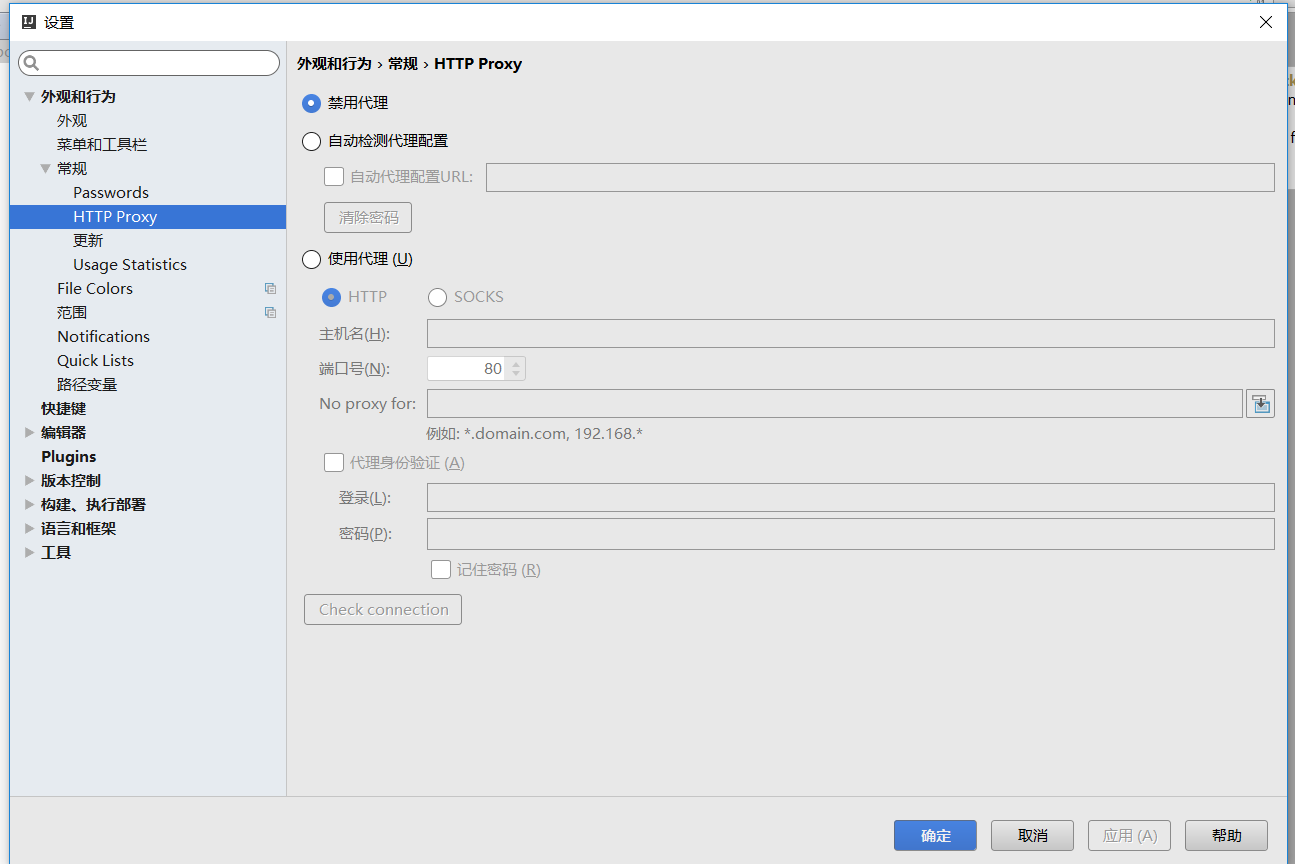 设置
外观和行为
外观
菜单和工具栏
常规
Passwords
HTTP Proxy
更新
Usage Statistics
File Colors
范围
Notifications
Quick Lists
路径变量
快捷键
编辑器
Plugins
版本控制
构建、执行部署
语言和框架
工具
外观和行为 › 常规 › HTTP Proxy
禁用代理
自动检测代理配置
自动代理配置URL:
清除密码
使用代理 (U)
HTTP SOCKS
主机名(H):
端口号(N): 80
No proxy for:
例如: *.domain.com, 192.168.*
代理身份验证 (A)
登录(L):
密码(P):
记住密码 (R)
Check connection
确定 取消 应用 (A) 帮助